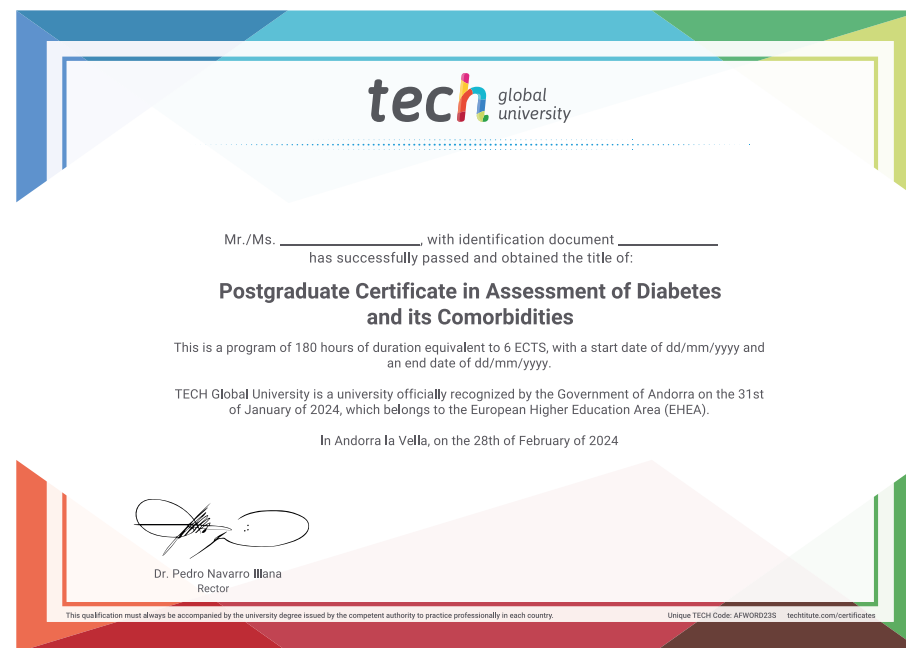 tech global
university
Mr./Ms. ____________, with identification document ____________
has successfully passed and obtained the title of:
Postgraduate Certificate in Assessment of Diabetes
and its Comorbidities
This is a program of 180 hours of duration equivalent to 6 ECTS, with a start date of dd/mm/yyyy and
an end date of dd/mm/yyyy.
TECH Global University is a university officially recognized by the Government of Andorra on the 31st
of January of 2024, which belongs to the European Higher Education Area (EHEA).
In Andorra la Vella, on the 28th of February of 2024
Dr. Pedro Navarro Illana
Rector
This qualification must always be accompanied by the university degree issued by the competent authority to practice professionally in each country.
Unique TECH Code: AFWORD23S techtitute.com/certificates